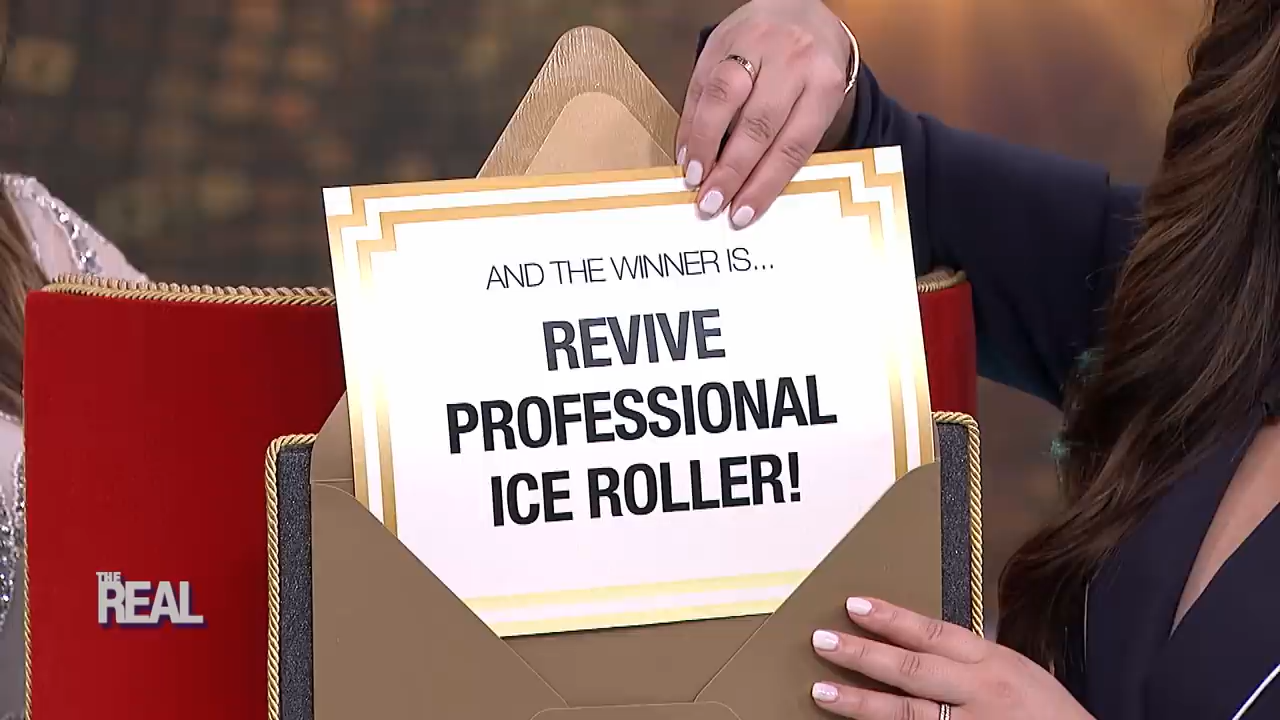 AND THE WINNER IS...
REVIVE
PROFESSIONAL
ICE ROLLER!
THE
REAL